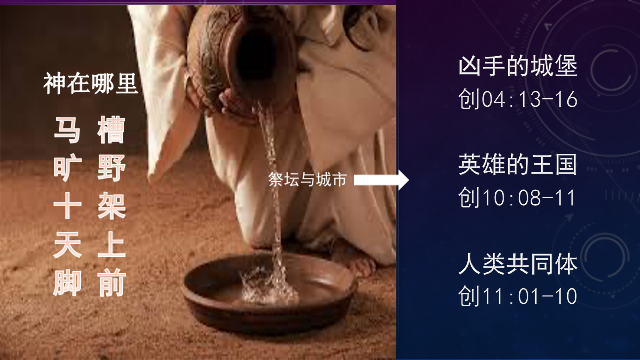 神在哪里
马 槽
旷 野
十 架
天 上
脚 前
祭坛与城市
凶手的城堡
创04:13-16
英雄的王国
创10:08-11
人类共同体
创11:01-10